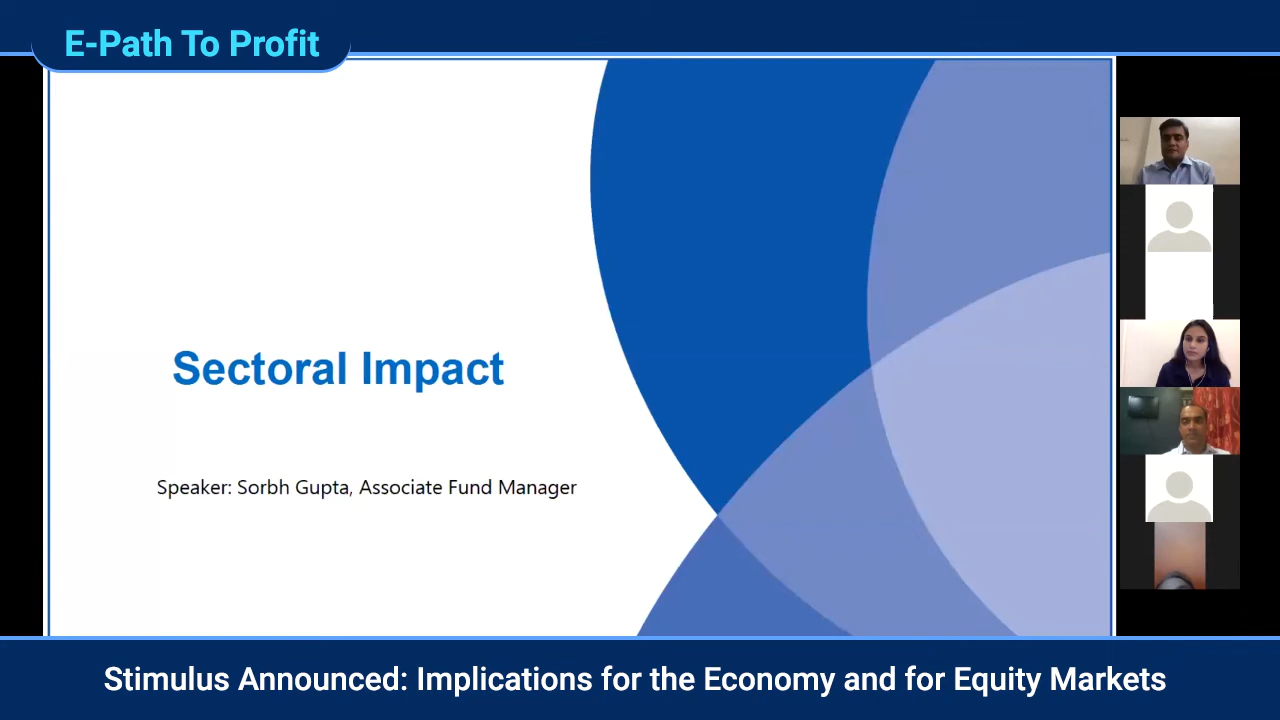 E-Path To Profit
Sectoral Impact
Speaker: Sorbh Gupta, Associate Fund Manager
Stimulus Announced: Implications for the Economy and for Equity Markets